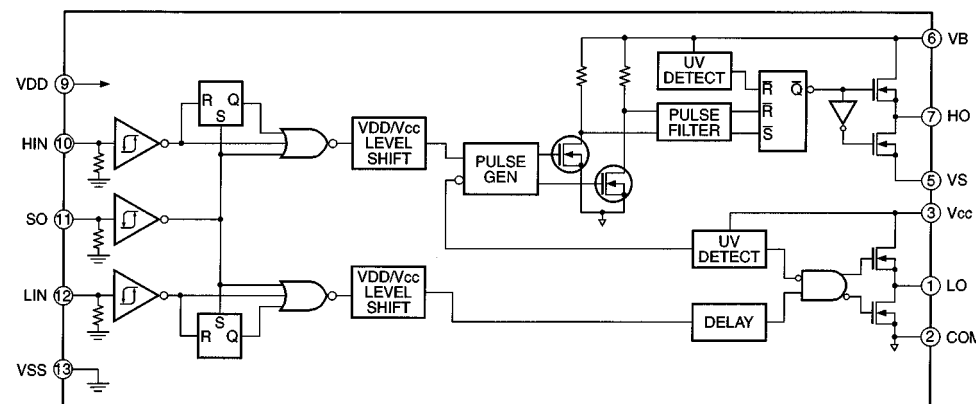 VDD 9
HIN 10
SO 11
LIN 12
VSS 13
R Q
S
VDD/Vcc
LEVEL
SHIFT
PULSE
GEN
UV
DETECT
PULSE
FILTER
R Q
R
S
6 VB
7 HO
5 VS
3 Vcc
UV
DETECT
S
R Q
VDD/Vcc
LEVEL
SHIFT
DELAY
1 LO
2 COM